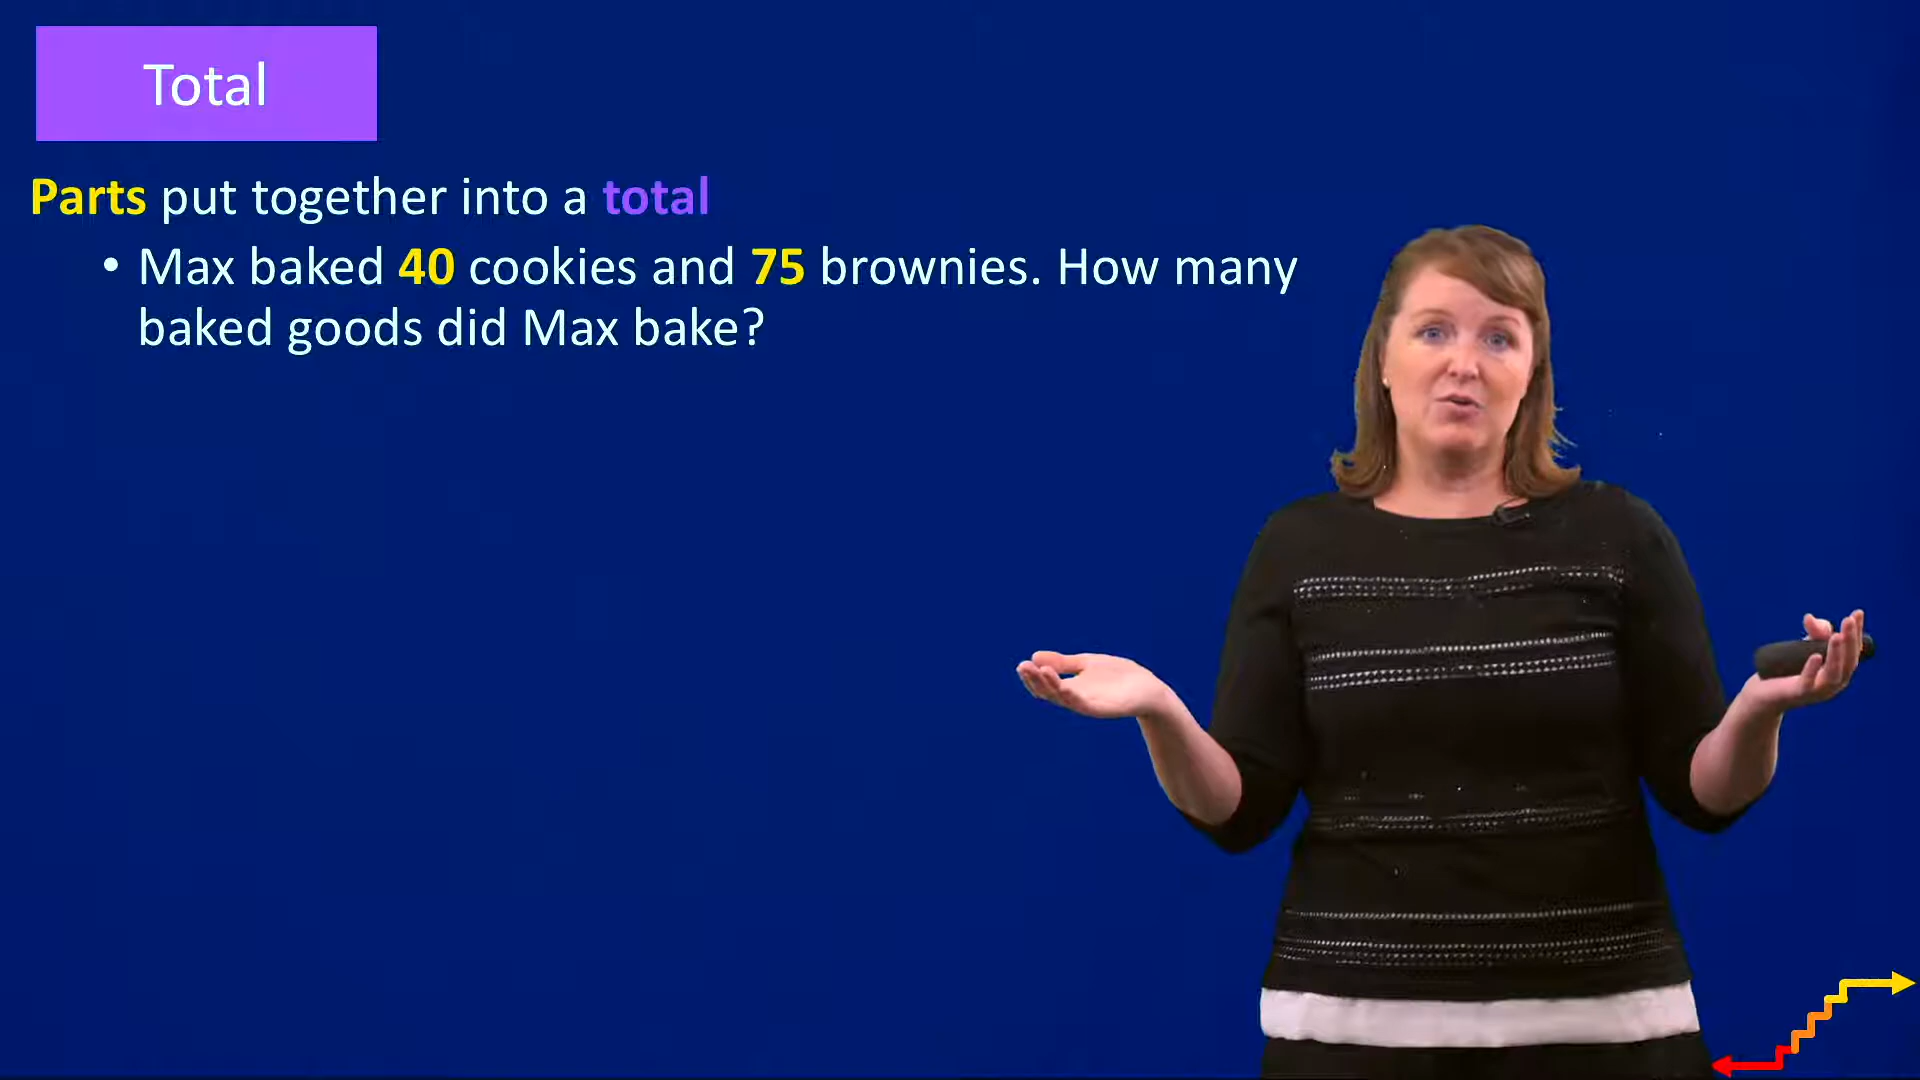 Total
Parts put together into a total
• Max baked 40 cookies and 75 brownies. How many
baked goods did Max bake?